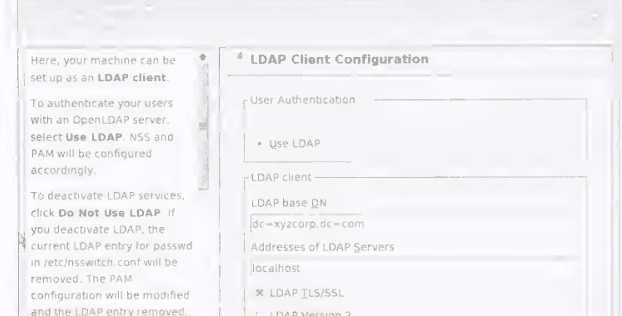 Here, your machine can be
set up as an LDAP client.
To authenticate your users
with an OpenLDAP server,
select Use LDAP. NSS and
PAM will be configured
accordingly.
To deactivate LDAP services,
click Do Not Use LDAP. If
you deactivate LDAP, the
current LDAP entry for passwd
in /etc/nsswitch.conf will be
removed. The PAM
configuration will be modified
and the LDAP entry removed.
LDAP Client Configuration
User Authentication
Use LDAP
LDAP client
LDAP base DN
dc=xyzcorp,dc=com
Addresses of LDAP Servers
localhost
LDAP TLS/SSL
LDAP Version 2